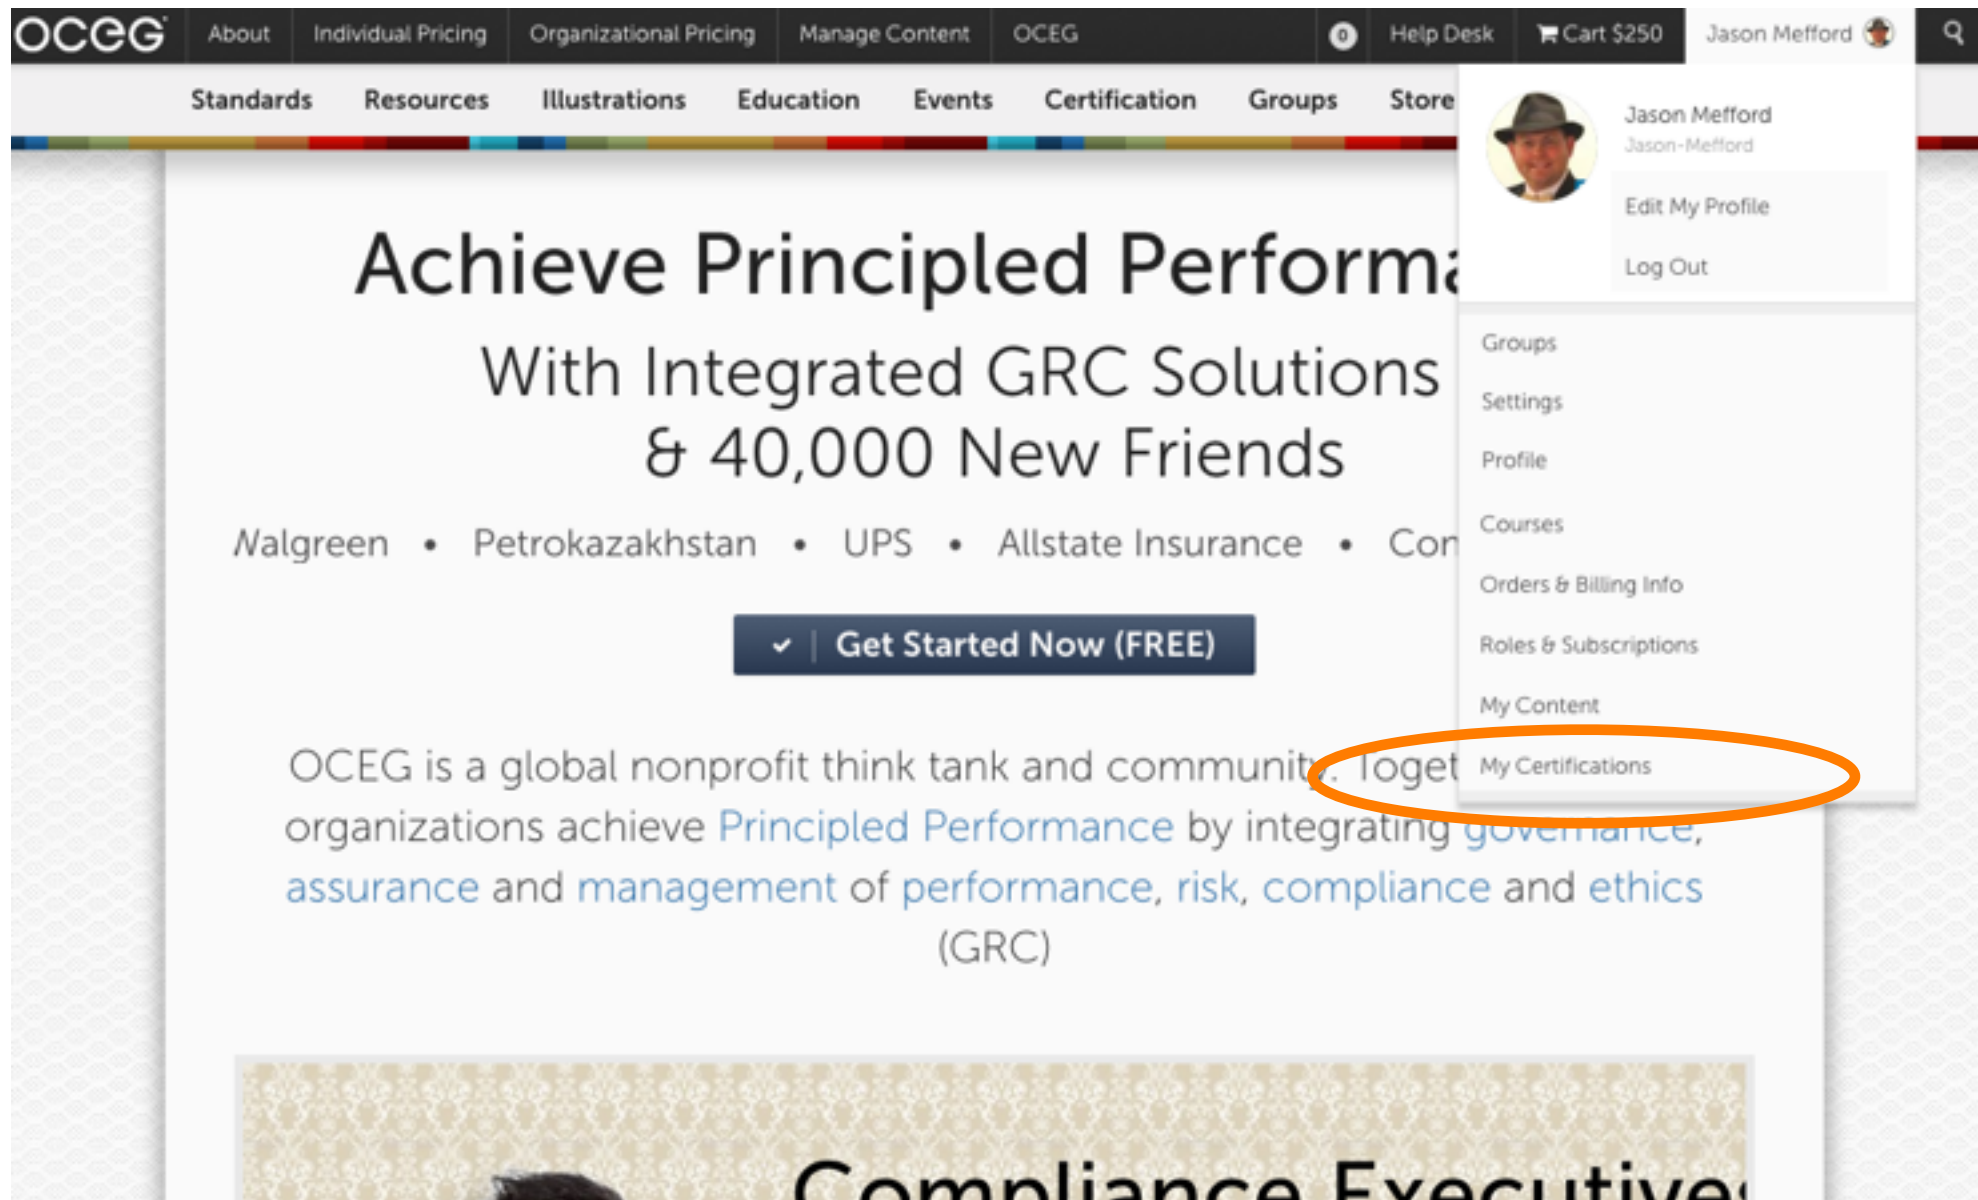 OCEG About Individual Pricing Organizational Pricing Manage Content OCEG 0 Help Desk Cart $250 Jason Mefford
Standards Resources Illustrations Education Events Certification Groups Store
Jason Mefford
Jason-Mefford
Edit My Profile
Log Out
Groups
Settings
Profile
Courses
Orders & Billing Info
Roles & Subscriptions
My Content
My Certifications
Achieve Principled Performa
With Integrated GRC Solutions
& 40,000 New Friends
Walgreen • Petrokazakhstan • UPS • Allstate Insurance • Con
Get Started Now (FREE)
OCEG is a global nonprofit think tank and community. Toget
organizations achieve Principled Performance by integrating governance,
assurance and management of performance, risk, compliance and ethics
(GRC)
Compliance Executives